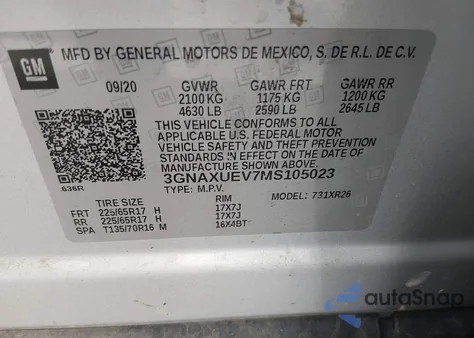 GM
MFD BY GENERAL MOTORS DE MEXICO, S. DE R.L. DE C.V.
09/20 GVWR GAWR FRT GAWR RR
2100 KG 1175 KG 1200 KG
4630 LB 2590 LB 2645 LB
THIS VEHICLE CONFORMS TO ALL
APPLICABLE U.S. FEDERAL MOTOR
VEHICLE SAFETY AND THEFT PREVENTION
STANDARDS IN EFFECT ON THE DATE OF
MANUFACTURE SHOWN ABOVE.
3GNAXUEV7MS105023
636R
TYPE: M.P.V. MODEL: 731XR26
TIRE SIZE RIM
FRT 225/65R17 H 17X7J
RR 225/65R17 H 17X7J
SPA T135/70R16 M 16X4BT
autoSnap